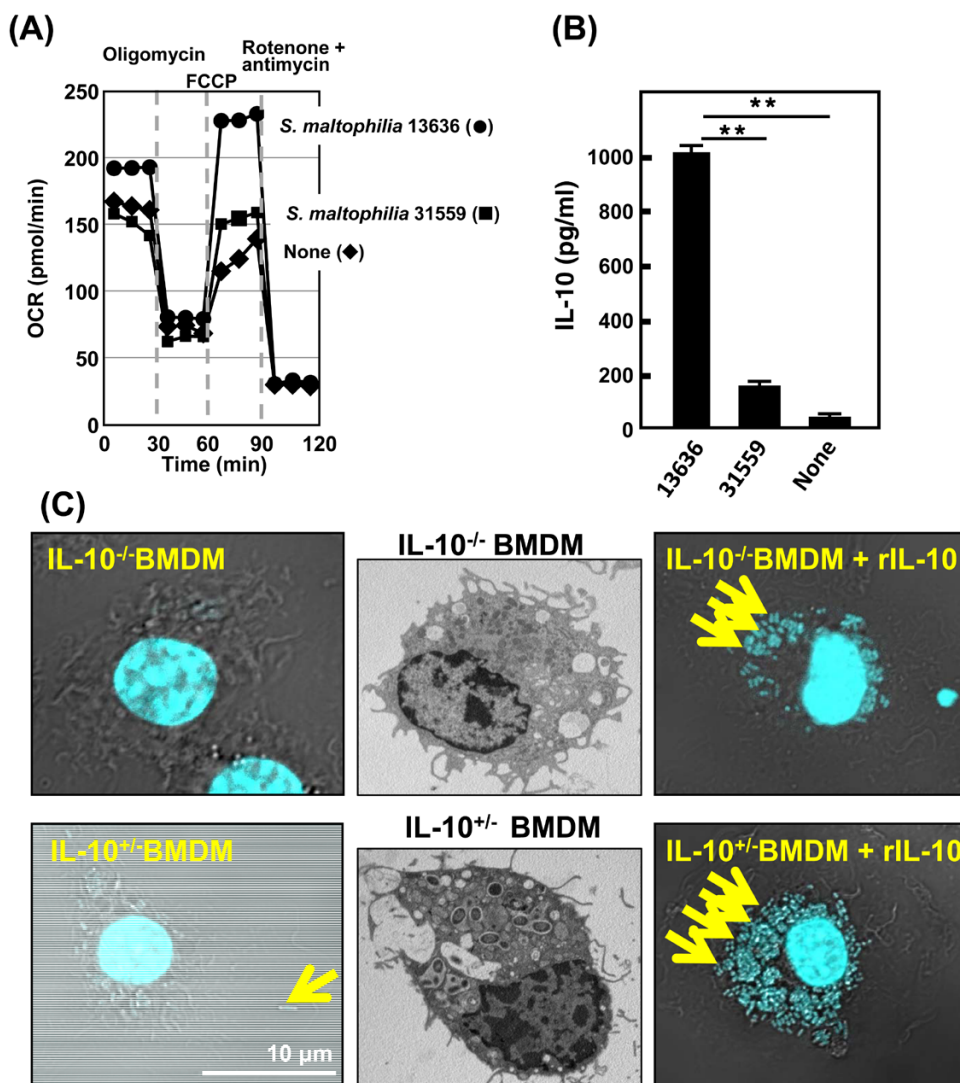 (A)
Oligomycin
FCCP
Rotenone +
antimycin
250
200
150
100
50
0
OCR (pmol/min)
S. maltophilia 13636 (●)
S. maltophilia 31559 (■)
None (◆)
0 30 60 90 120
Time (min)
(B)
**
**
1000
800
600
400
200
0
IL-10 (pg/ml)
13636
31559
None
(C)
IL-10-/-BMDM
IL-10-/- BMDM
IL-10-/-BMDM + rIL-10
IL-10+/-BMDM
10 µm
IL-10+/- BMDM
IL-10+/-BMDM + rIL-10